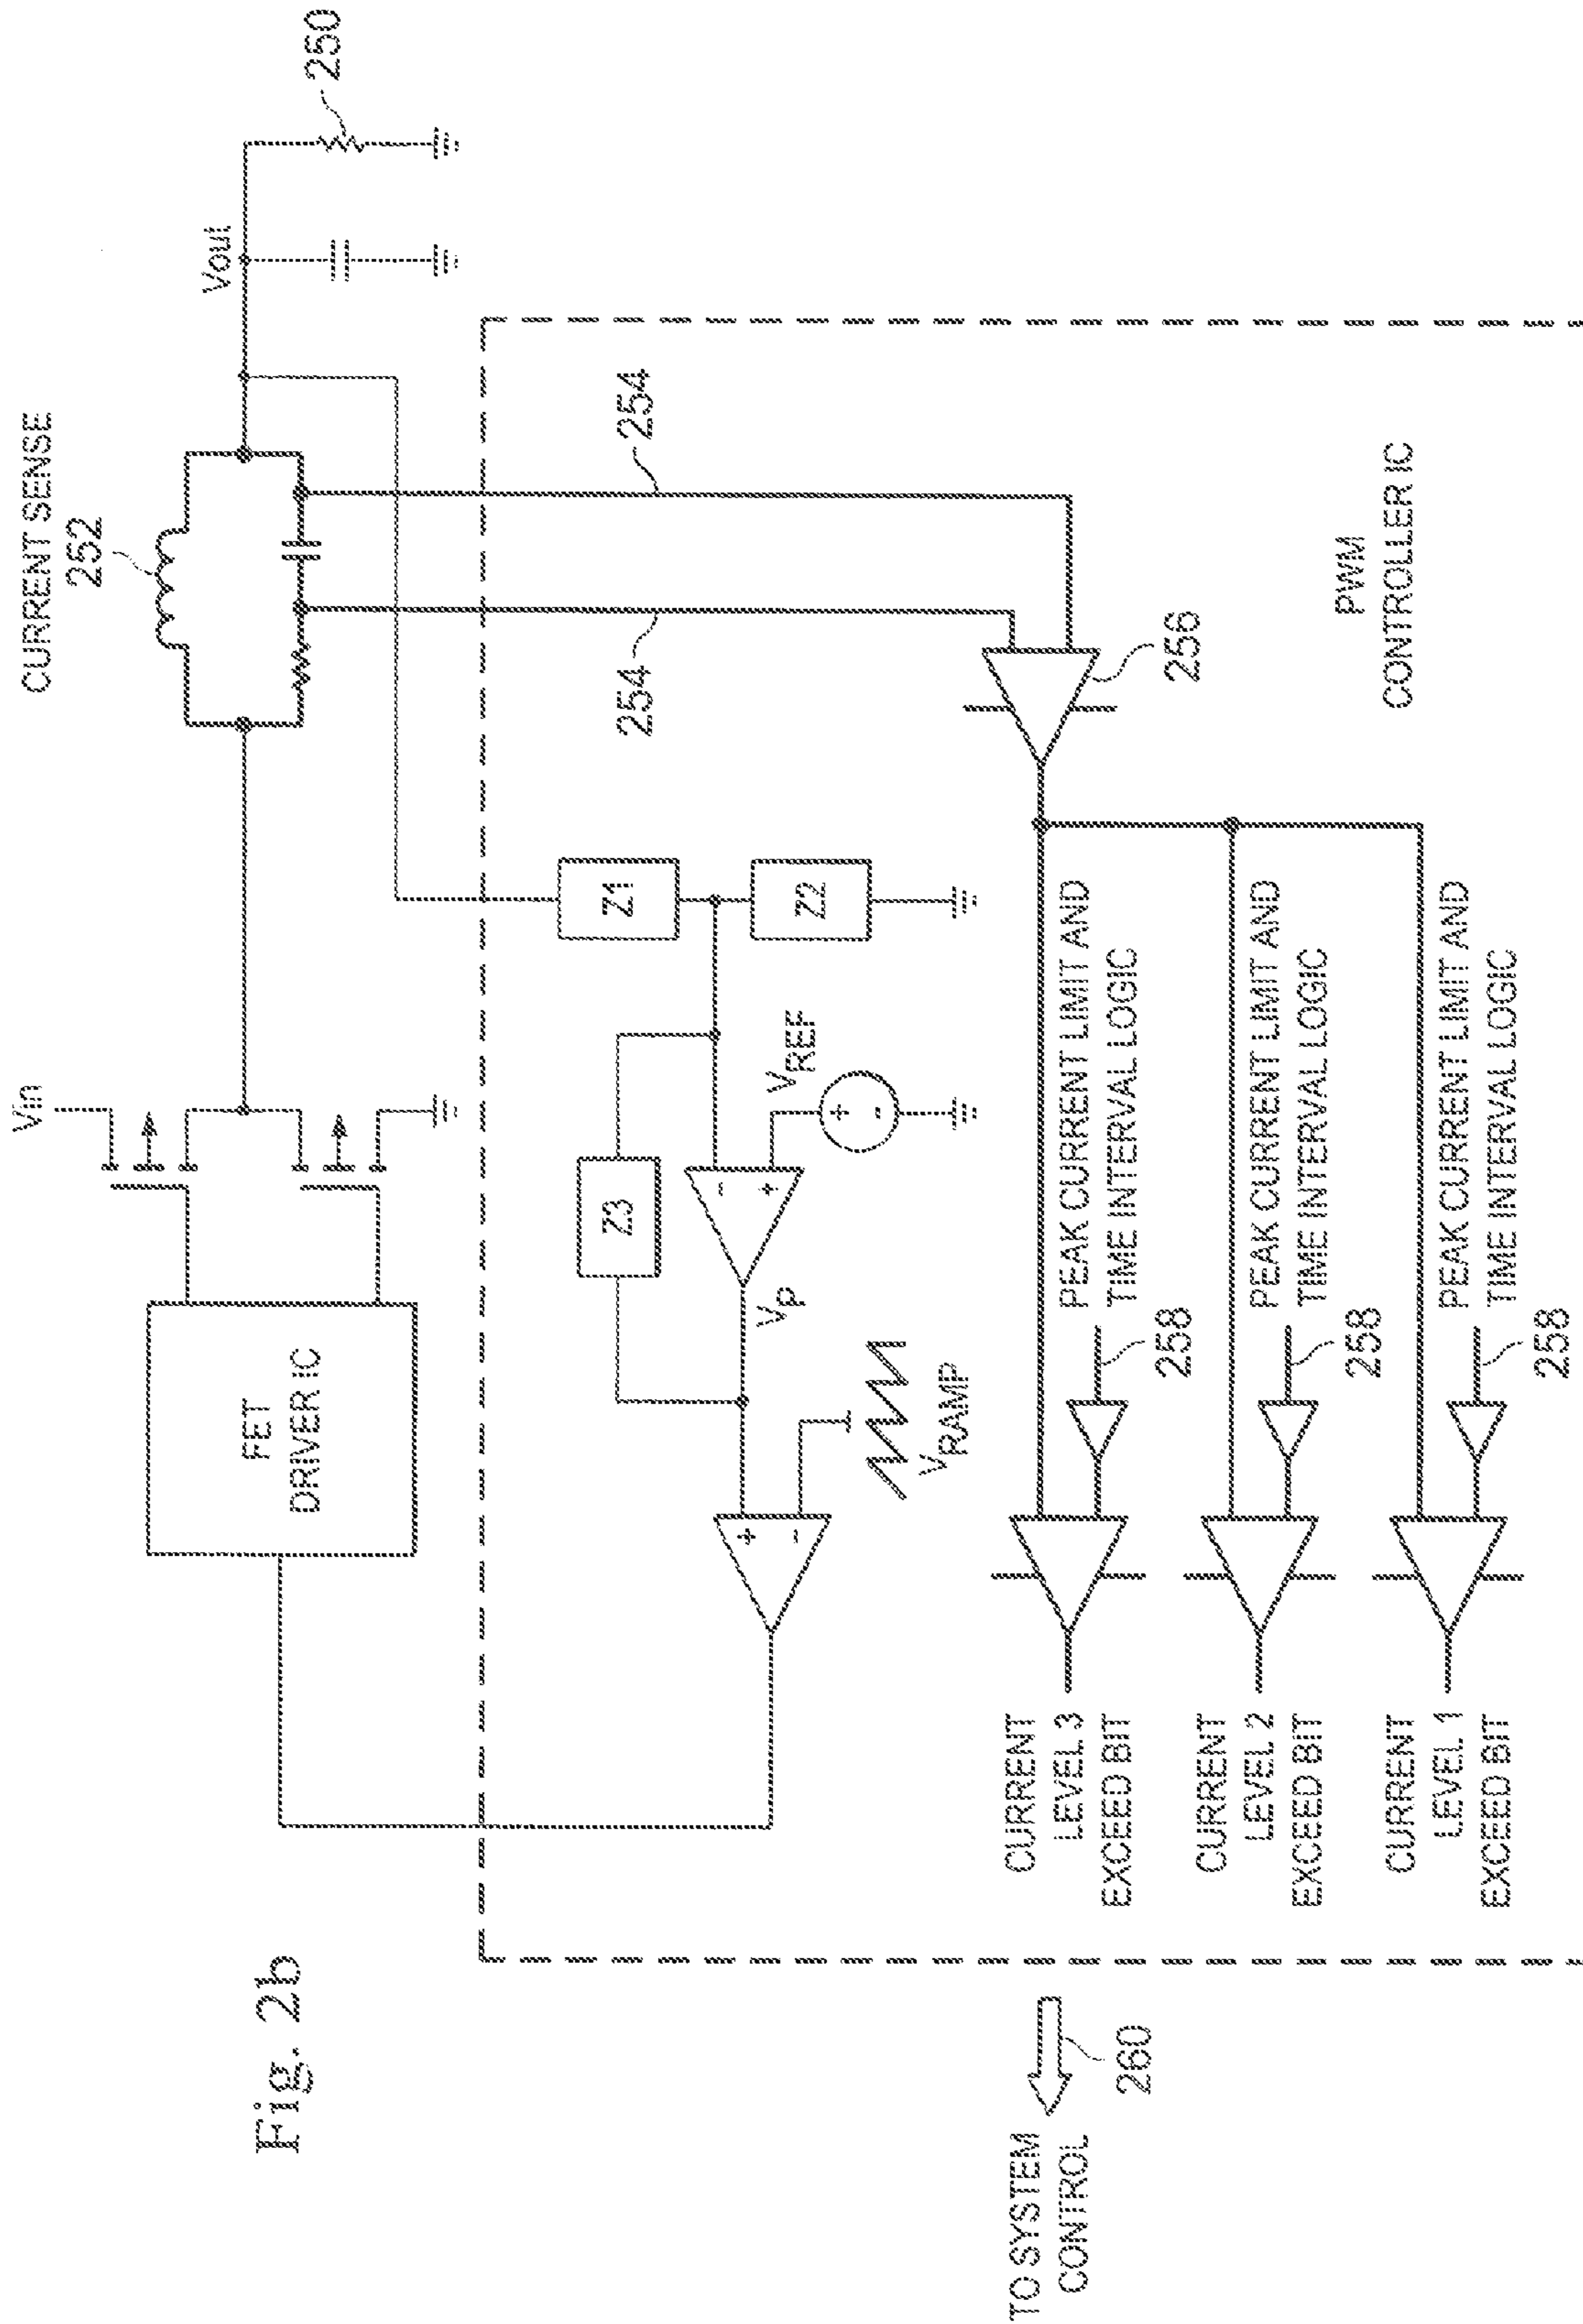 Fig. 2b
CURRENT SENSE
252
Vin
Vout
250
FET
DRIVER IC
254
254
Z1
Z2
Z3
VREF
Vp
VRAMP
256
PWM
CONTROLLER IC
PEAK CURRENT LIMIT AND
TIME INTERVAL LOGIC
258
PEAK CURRENT LIMIT AND
TIME INTERVAL LOGIC
258
PEAK CURRENT LIMIT AND
TIME INTERVAL LOGIC
258
CURRENT
LEVEL 3
EXCEED BIT
CURRENT
LEVEL 2
EXCEED BIT
CURRENT
LEVEL 1
EXCEED BIT
260
TO SYSTEM
CONTROL